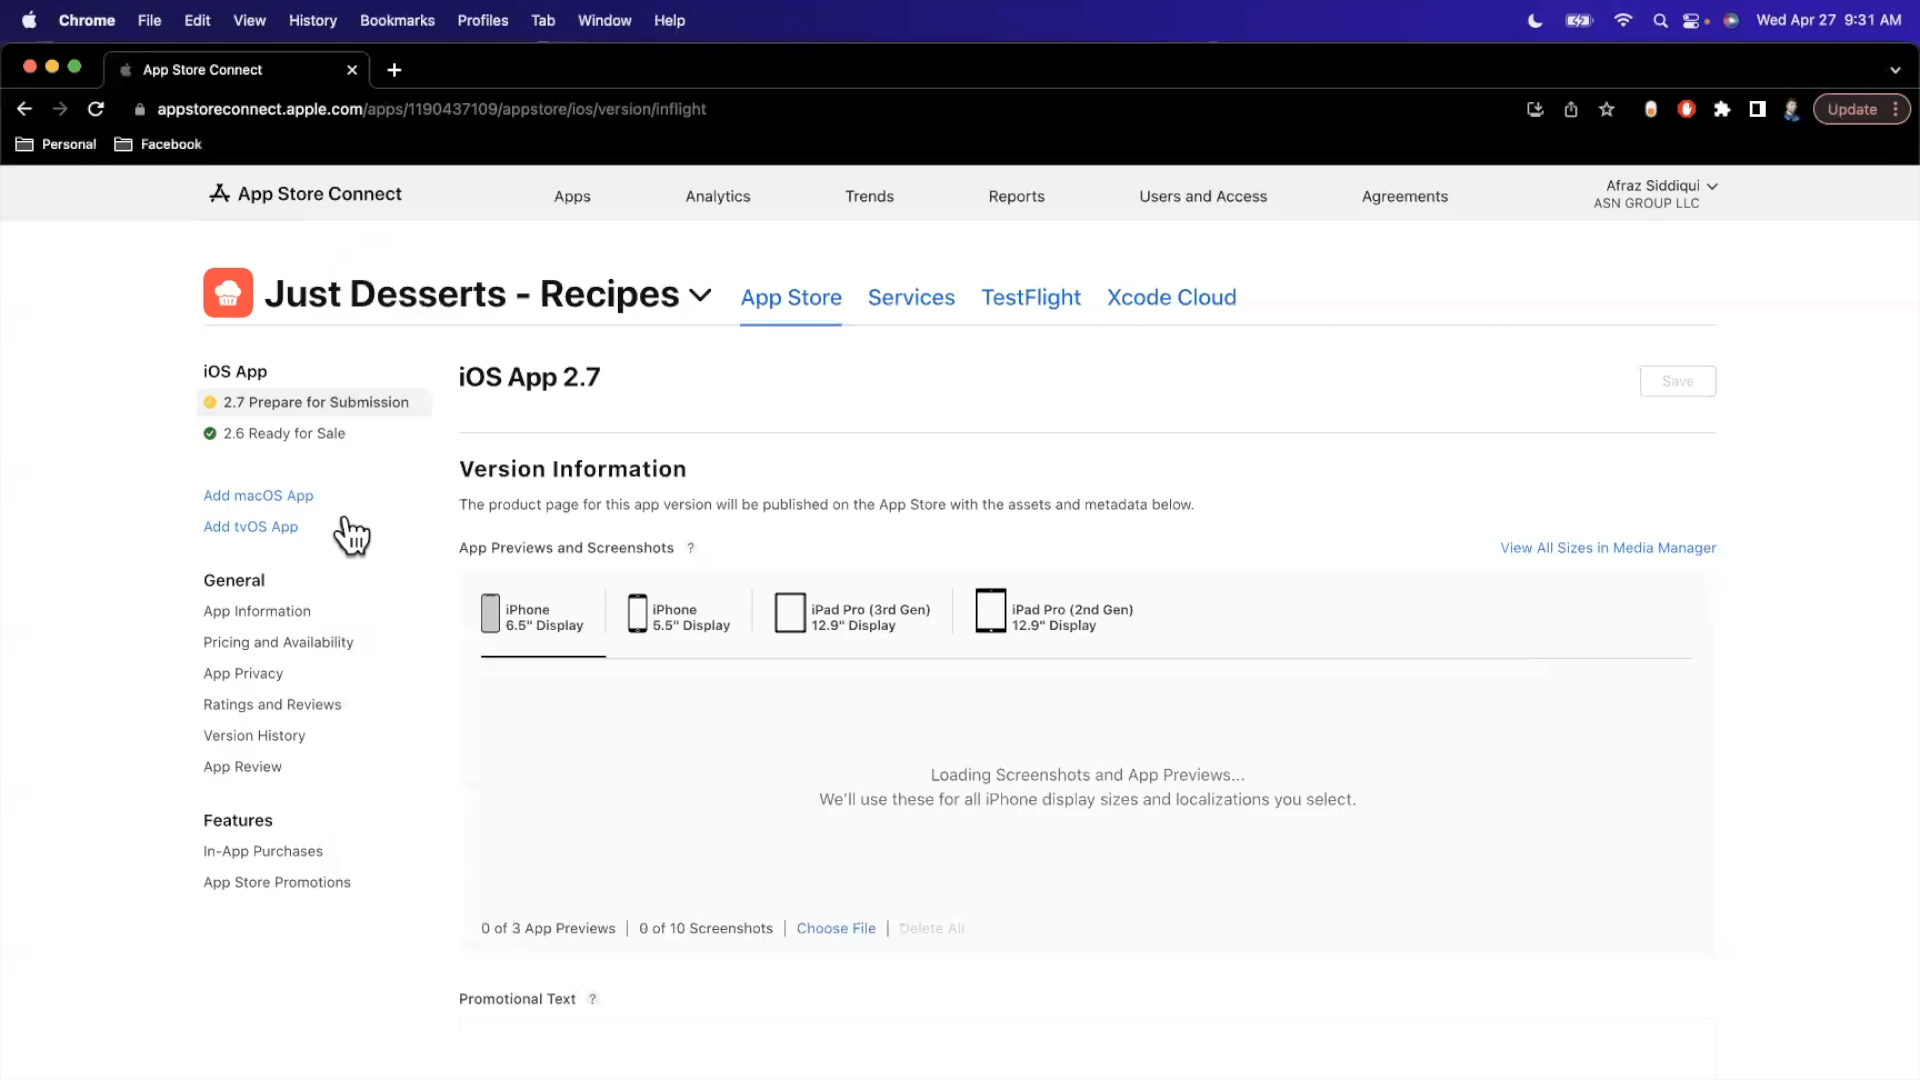 Chrome File Edit View History Bookmarks Profiles Tab Window Help Wed Apr 27 9:31 AM
App Store Connect
appstoreconnect.apple.com/apps/1190437109/appstore/ios/version/inflight Update
Personal Facebook
App Store Connect Apps Analytics Trends Reports Users and Access Agreements Afraz Siddiqui
ASN GROUP LLC
Just Desserts - Recipes App Store Services TestFlight Xcode Cloud
iOS App
2.7 Prepare for Submission
2.6 Ready for Sale
Add macOS App
Add tvOS App
General
App Information
Pricing and Availability
App Privacy
Ratings and Reviews
Version History
App Review
Features
In-App Purchases
App Store Promotions
iOS App 2.7 Save
Version Information
The product page for this app version will be published on the App Store with the assets and metadata below.
App Previews and Screenshots ? View All Sizes in Media Manager
iPhone
6.5" Display
iPhone
5.5" Display
iPad Pro (3rd Gen)
12.9" Display
iPad Pro (2nd Gen)
12.9" Display
Loading Screenshots and App Previews...
We'll use these for all iPhone display sizes and localizations you select.
0 of 3 App Previews | 0 of 10 Screenshots | Choose File | Delete All
Promotional Text ?